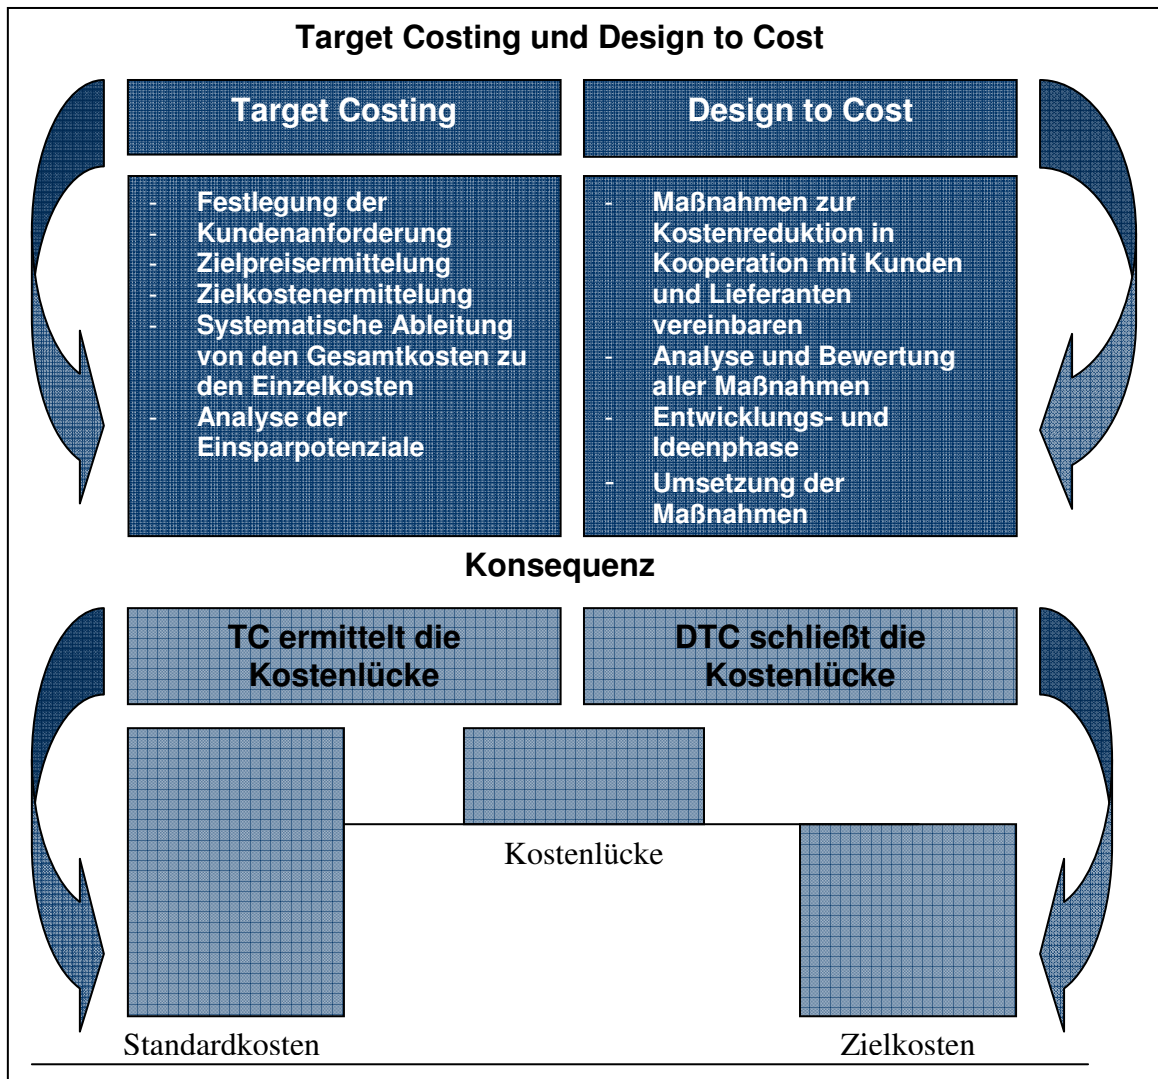 Target Costing und Design to Cost
Target Costing
- Festlegung der
- Kundenanforderung
- Zielpreisermittelung
- Zielkostenermittelung
- Systematische Ableitung
von den Gesamtkosten zu
den Einzelkosten
- Analyse der
Einsparpotenziale
Design to Cost
- Maßnahmen zur
Kostenreduktion in
Kooperation mit Kunden
und Lieferanten
vereinbaren
- Analyse und Bewertung
aller Maßnahmen
- Entwicklungs- und
Ideenphase
- Umsetzung der
Maßnahmen
Konsequenz
TC ermittelt die
Kostenlücke
DTC schließt die
Kostenlücke
Kostenlücke
Standardkosten
Zielkosten